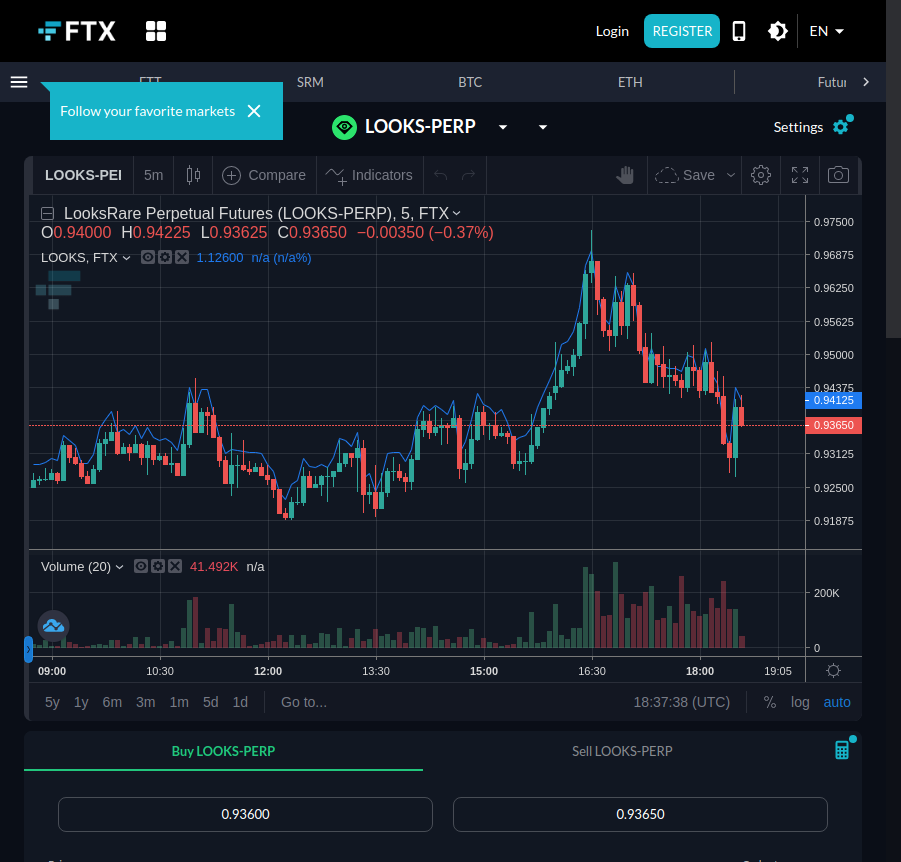 FTX
Login
REGISTER
EN
FTT
SRM
BTC
ETH
Futur
Follow your favorite markets
LOOKS-PERP
Settings
LOOKS-PEI
5m
Compare
Indicators
Save
LooksRare Perpetual Futures (LOOKS-PERP), 5, FTX
O0.94000 H0.94225 L0.93625 C0.93650 −0.00350 (−0.37%)
LOOKS, FTX
1.12600 n/a (n/a%)
0.97500
0.96875
0.96250
0.95625
0.95000
0.94375
0.94125
0.93650
0.93125
0.92500
0.91875
Volume (20)
41.492K n/a
200K
0
09:00
10:30
12:00
13:30
15:00
16:30
18:00
19:05
5y
1y
6m
3m
1m
5d
1d
Go to...
18:37:38 (UTC)
%
log
auto
Buy LOOKS-PERP
Sell LOOKS-PERP
0.93600
0.93650